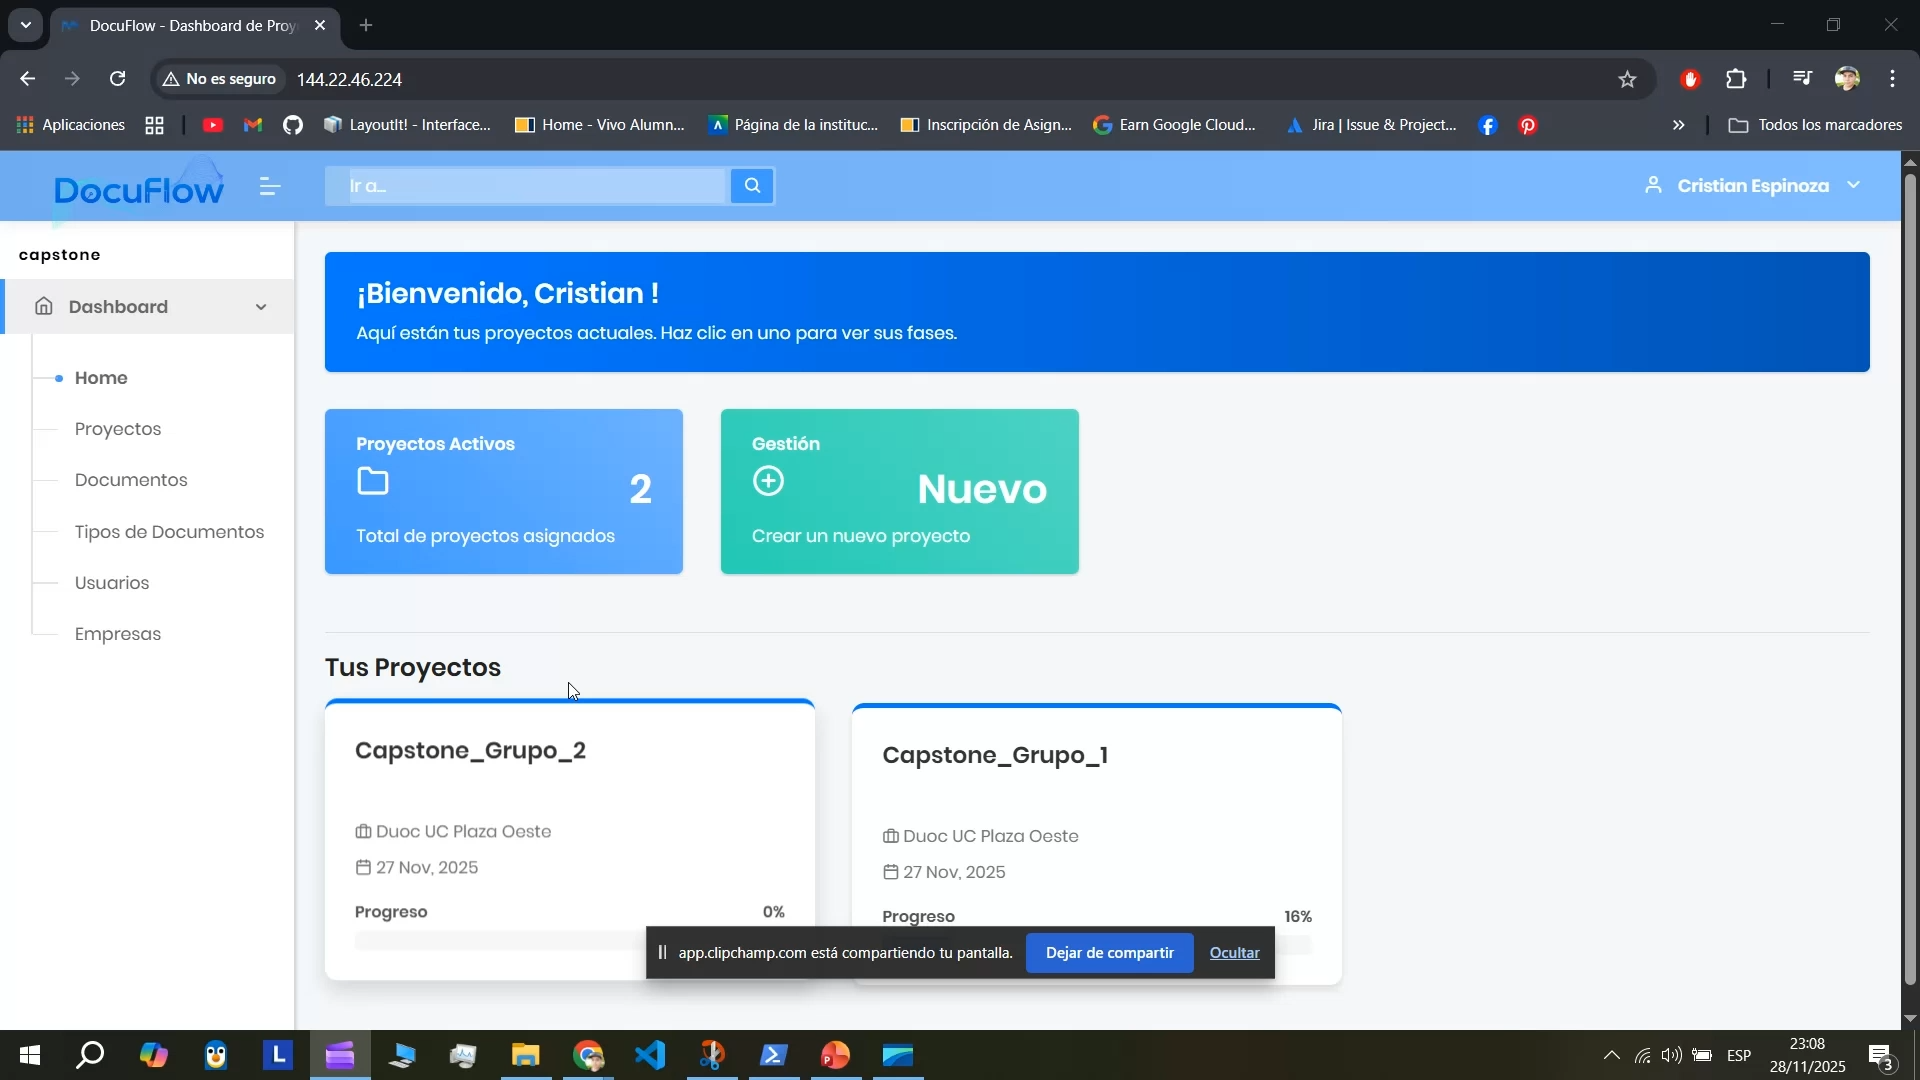 DocuFlow - Dashboard de Proy
No es seguro
144.22.46.224
Aplicaciones
LayoutIt! - Interface...
Home - Vivo Alumn...
Página de la instituc...
Inscripción de Asign...
Earn Google Cloud...
Jira | Issue & Project...
Todos los marcadores
DocuFlow
Ir a...
Cristian Espinoza
capstone
Dashboard
Home
Proyectos
Documentos
Tipos de Documentos
Usuarios
Empresas
¡Bienvenido, Cristian !
Aquí están tus proyectos actuales. Haz clic en uno para ver sus fases.
Proyectos Activos
2
Total de proyectos asignados
Gestión
Nuevo
Crear un nuevo proyecto
Tus Proyectos
Capstone_Grupo_2
Duoc UC Plaza Oeste
27 Nov, 2025
Progreso
0%
Capstone_Grupo_1
Duoc UC Plaza Oeste
27 Nov, 2025
Progreso
16%
app.clipchamp.com está compartiendo tu pantalla.
Dejar de compartir
Ocultar
L
ESP
23:08
28/11/2025
3